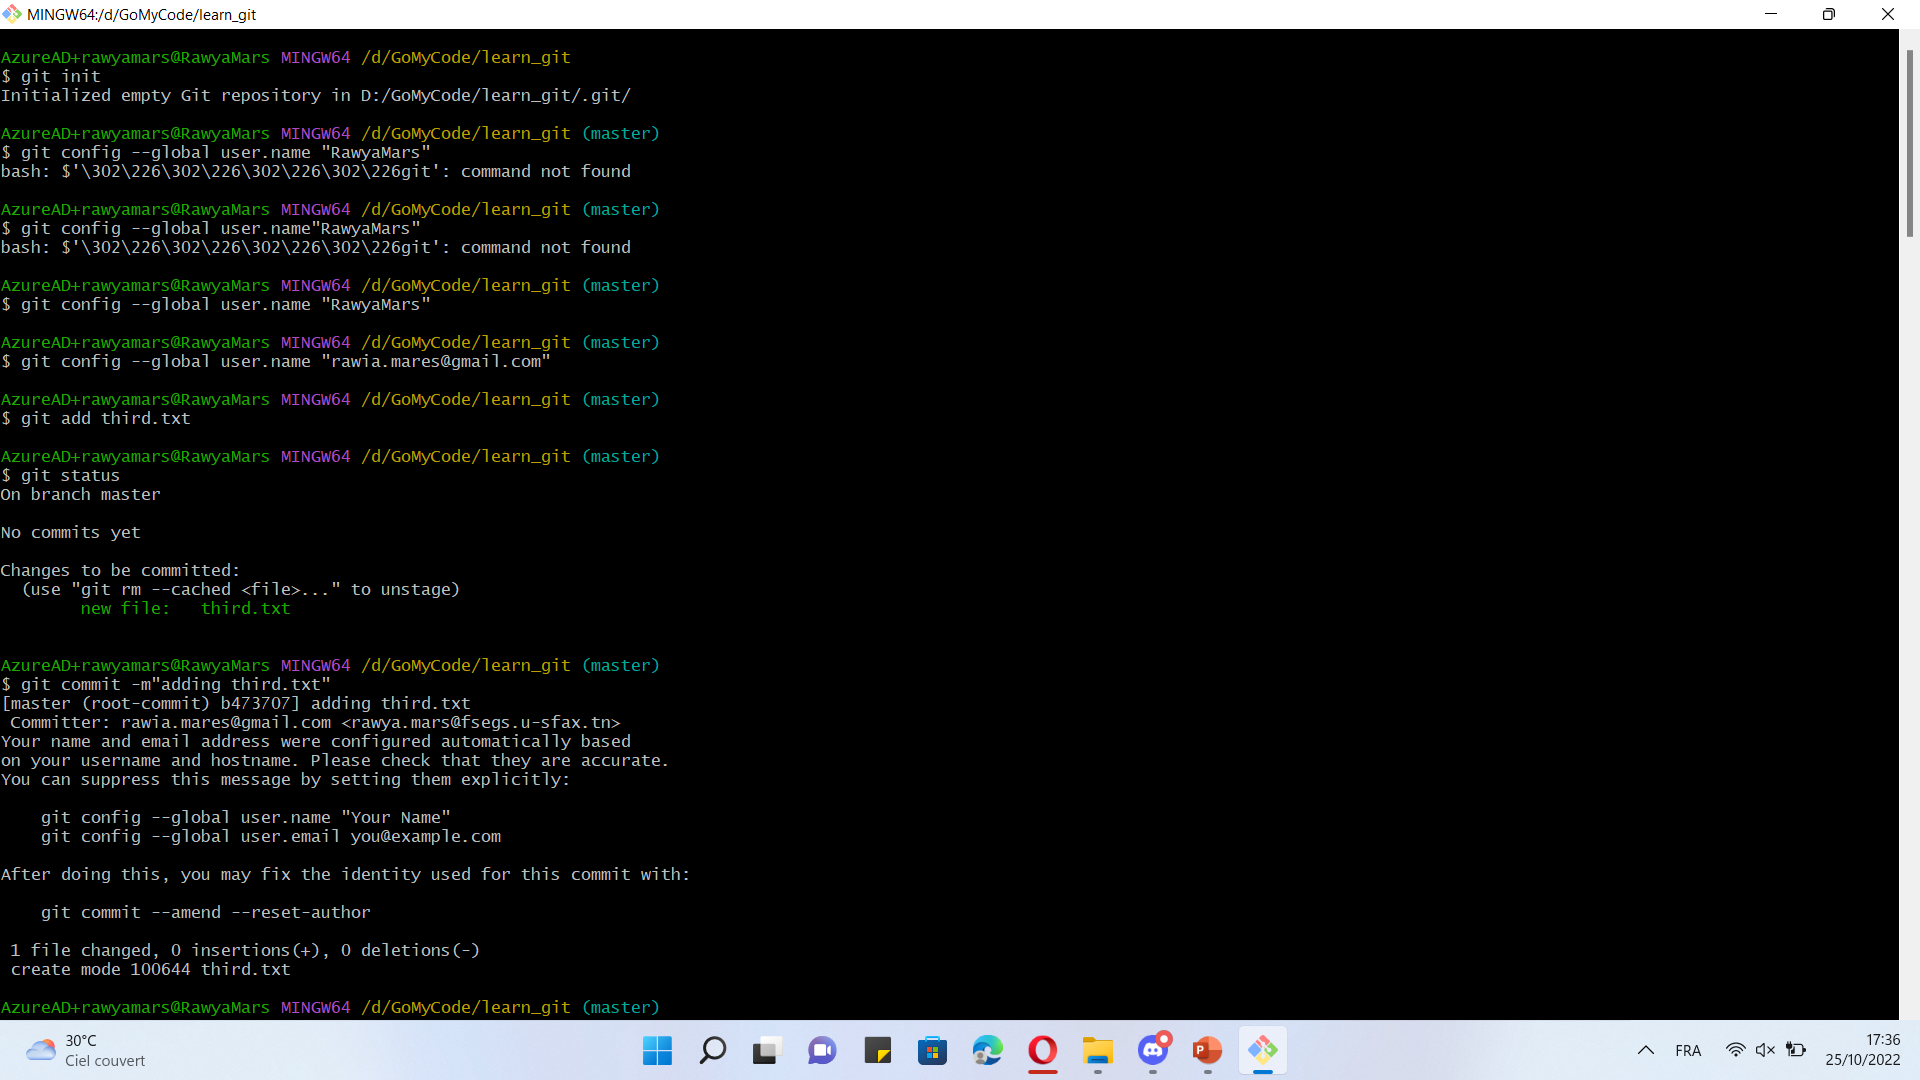 MINGW64:/d/GoMyCode/learn_git
AzureAD+rawyamars@RawyaMars MINGW64 /d/GoMyCode/learn_git
$ git init
Initialized empty Git repository in D:/GoMyCode/learn_git/.git/
AzureAD+rawyamars@RawyaMars MINGW64 /d/GoMyCode/learn_git (master)
$ git config --global user.name "RawyaMars"
bash: $'\302\226\302\226\302\226\302\226git': command not found
AzureAD+rawyamars@RawyaMars MINGW64 /d/GoMyCode/learn_git (master)
$ git config --global user.name"RawyaMars"
bash: $'\302\226\302\226\302\226\302\226git': command not found
AzureAD+rawyamars@RawyaMars MINGW64 /d/GoMyCode/learn_git (master)
$ git config --global user.name "RawyaMars"
AzureAD+rawyamars@RawyaMars MINGW64 /d/GoMyCode/learn_git (master)
$ git config --global user.name "rawia.mares@gmail.com"
AzureAD+rawyamars@RawyaMars MINGW64 /d/GoMyCode/learn_git (master)
$ git add third.txt
AzureAD+rawyamars@RawyaMars MINGW64 /d/GoMyCode/learn_git (master)
$ git status
On branch master
No commits yet
Changes to be committed:
(use "git rm --cached <file>..." to unstage)
new file:   third.txt
AzureAD+rawyamars@RawyaMars MINGW64 /d/GoMyCode/learn_git (master)
$ git commit -m"adding third.txt"
[master (root-commit) b473707] adding third.txt
Committer: rawia.mares@gmail.com <rawya.mars@fsegs.u-sfax.tn>
Your name and email address were configured automatically based
on your username and hostname. Please check that they are accurate.
You can suppress this message by setting them explicitly:
git config --global user.name "Your Name"
git config --global user.email you@example.com
After doing this, you may fix the identity used for this commit with:
git commit --amend --reset-author
1 file changed, 0 insertions(+), 0 deletions(-)
create mode 100644 third.txt
AzureAD+rawyamars@RawyaMars MINGW64 /d/GoMyCode/learn_git (master)
30°C
Ciel couvert
FRA
17:36
25/10/2022